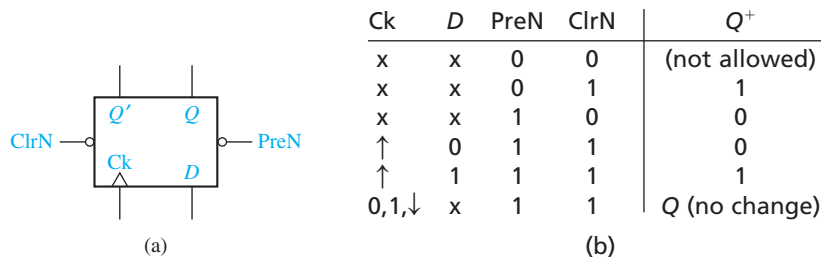 Q′ Q
ClrN PreN
Ck D
(a)
Ck D PreN ClrN Q⁺
x x 0 0 (not allowed)
x x 0 1 1
x x 1 0 0
↑ 0 1 1 0
↑ 1 1 1 1
0,1,↓ x 1 1 Q (no change)
(b)